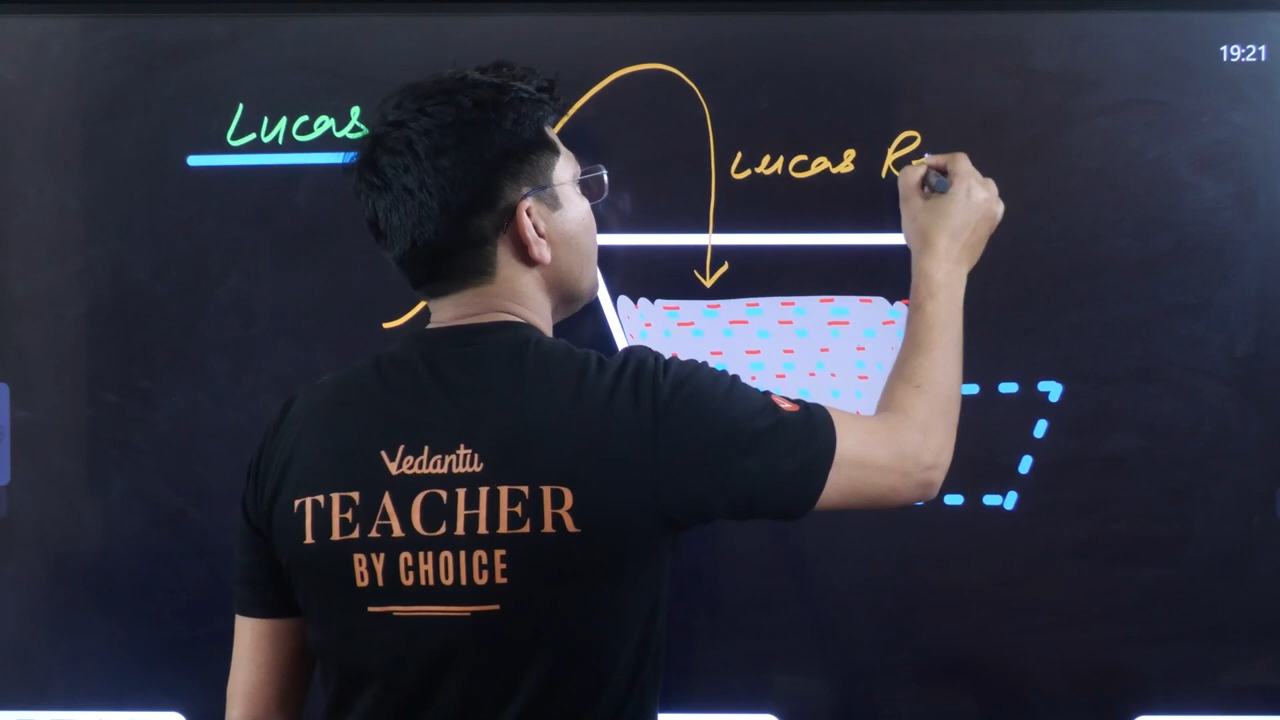 19:21
Lucas
Lucas R
Vedantu
TEACHER
BY CHOICE